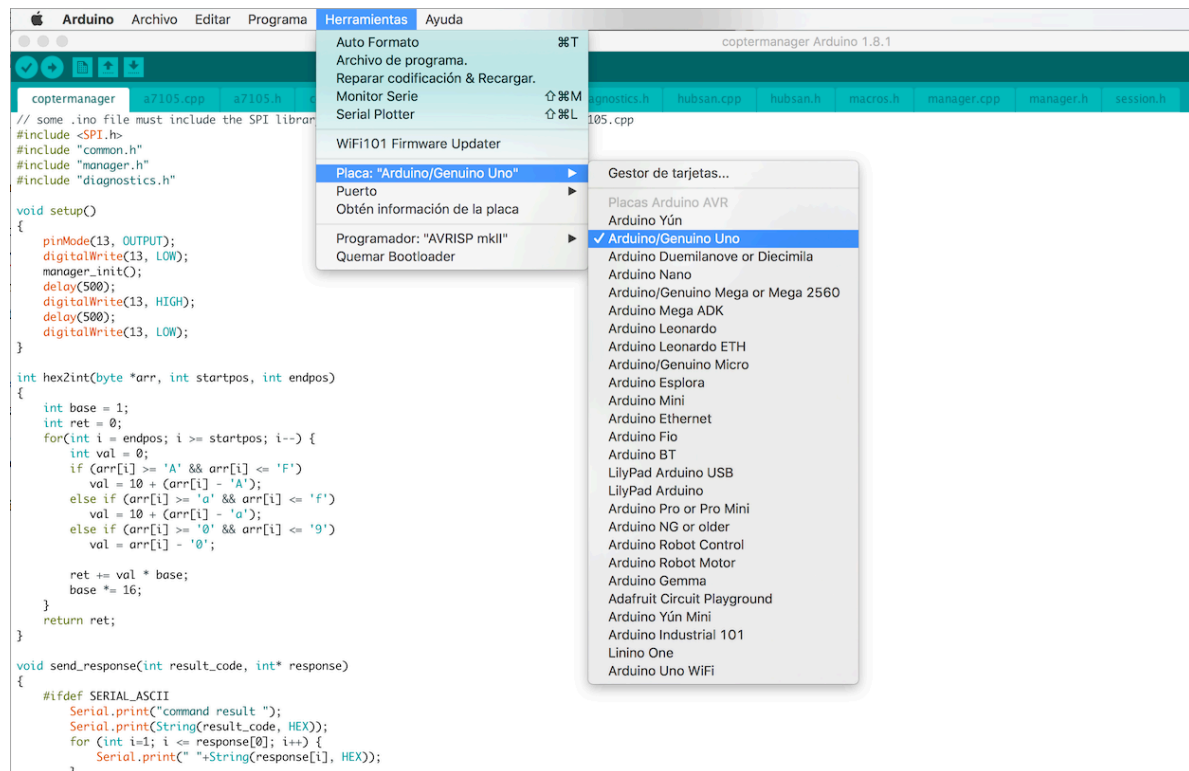 Arduino Archivo Editar Programa Herramientas Ayuda
coptermanager Arduino 1.8.1
coptermanager a7105.cpp a7105.h c agnostics.h hubsan.cpp hubsan.h macros.h manager.cpp manager.h session.h
Auto Formato ⌘T
Archivo de programa.
Reparar codificación & Recargar.
Monitor Serie ⇧⌘M
Serial Plotter ⇧⌘L
WiFi101 Firmware Updater
Placa: "Arduino/Genuino Uno" ▶
Puerto ▶
Obtén información de la placa
Programador: "AVRISP mkII" ▶
Quemar Bootloader
Gestor de tarjetas...
Placas Arduino AVR
Arduino Yún
✓ Arduino/Genuino Uno
Arduino Duemilanove or Diecimila
Arduino Nano
Arduino/Genuino Mega or Mega 2560
Arduino Mega ADK
Arduino Leonardo
Arduino Leonardo ETH
Arduino/Genuino Micro
Arduino Esplora
Arduino Mini
Arduino Ethernet
Arduino Fio
Arduino BT
LilyPad Arduino USB
LilyPad Arduino
Arduino Pro or Pro Mini
Arduino NG or older
Arduino Robot Control
Arduino Robot Motor
Arduino Gemma
Adafruit Circuit Playground
Arduino Yún Mini
Arduino Industrial 101
Linino One
Arduino Uno WiFi
// some .ino file must include the SPI librar 105.cpp
#include <SPI.h>
#include "common.h"
#include "manager.h"
#include "diagnostics.h"
void setup()
{
pinMode(13, OUTPUT);
digitalWrite(13, LOW);
manager_init();
delay(500);
digitalWrite(13, HIGH);
delay(500);
digitalWrite(13, LOW);
}
int hex2int(byte *arr, int startpos, int endpos)
{
int base = 1;
int ret = 0;
for(int i = endpos; i >= startpos; i--) {
int val = 0;
if (arr[i] >= 'A' && arr[i] <= 'F')
val = 10 + (arr[i] - 'A');
else if (arr[i] >= 'a' && arr[i] <= 'f')
val = 10 + (arr[i] - 'a');
else if (arr[i] >= '0' && arr[i] <= '9')
val = arr[i] - '0';
ret += val * base;
base *= 16;
}
return ret;
}
void send_response(int result_code, int* response)
{
#ifdef SERIAL_ASCII
Serial.print("command result ");
Serial.print(String(result_code, HEX));
for (int i=1; i <= response[0]; i++) {
Serial.print(" "+String(response[i], HEX));
}